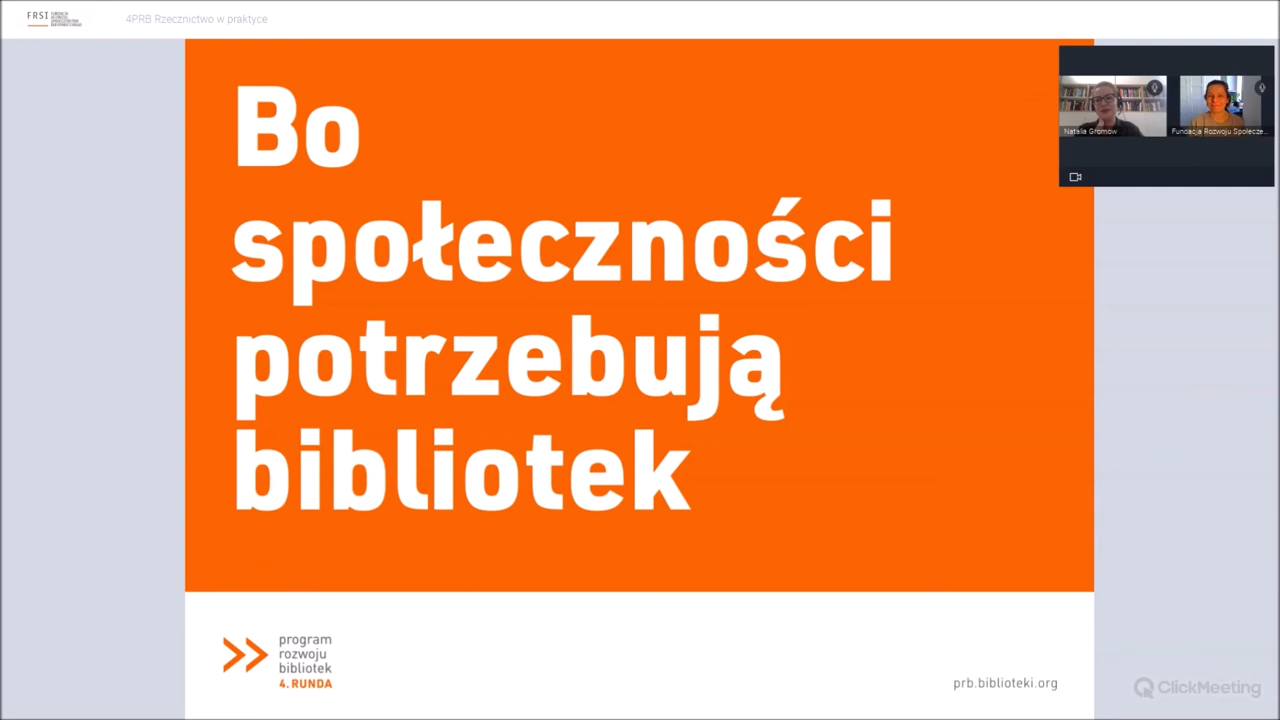 FRSI
4PRB Rzecznictwo w praktyce
Bo
społeczności
potrzebują
bibliotek
Natalia Gromow
Fundacja Rozwoju Społecze...
program
rozwoju
bibliotek
4. RUNDA
prb.biblioteki.org
ClickMeeting